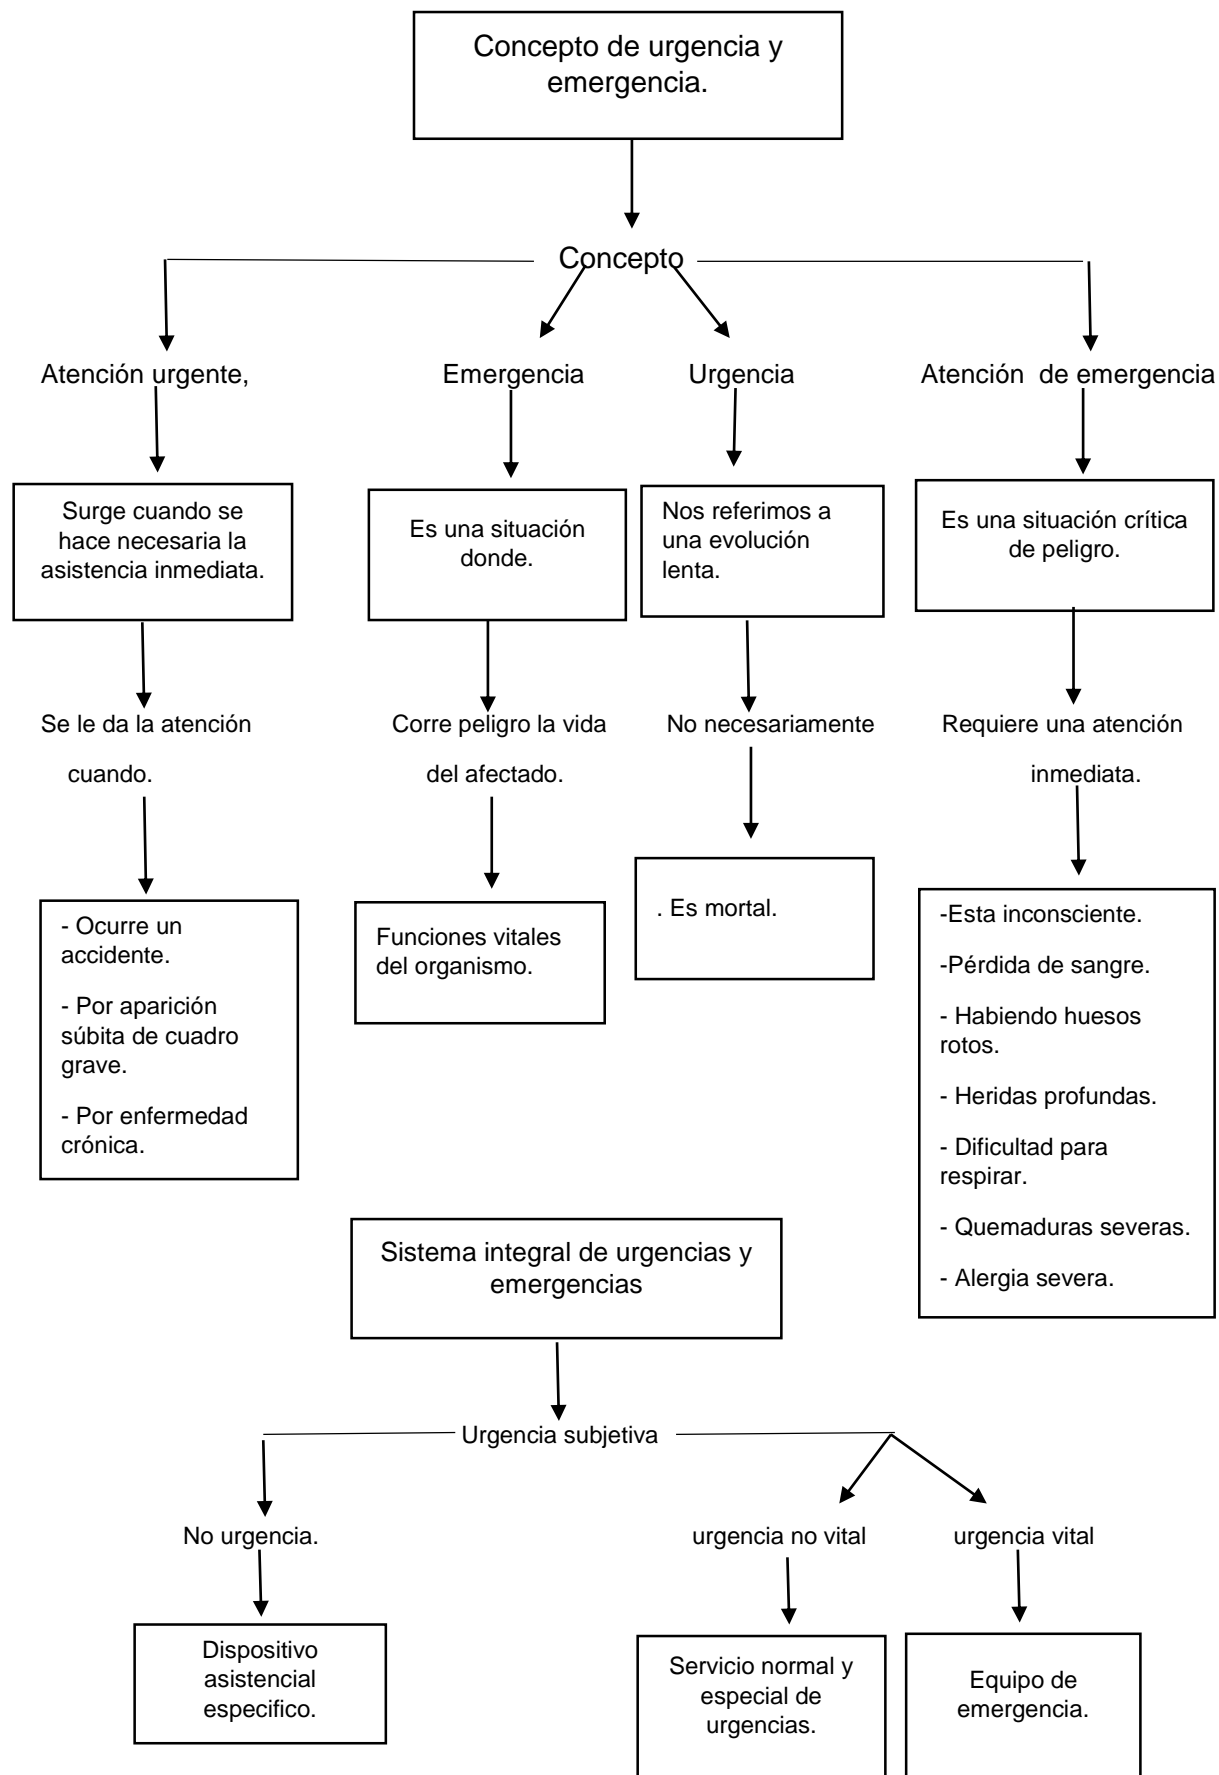 Concepto de urgencia y
emergencia.
Concepto
Atención urgente,
Emergencia
Urgencia
Atención de emergencia
Surge cuando se
hace necesaria la
asistencia inmediata.
Es una situación
donde.
Nos referimos a
una evolución
lenta.
Es una situación crítica
de peligro.
Se le da la atención
cuando.
Corre peligro la vida
del afectado.
No necesariamente
Requiere una atención
inmediata.
- Ocurre un
accidente.
- Por aparición
súbita de cuadro
grave.
- Por enfermedad
crónica.
Funciones vitales
del organismo.
. Es mortal.
-Esta inconsciente.
-Pérdida de sangre.
- Habiendo huesos
rotos.
- Heridas profundas.
- Dificultad para
respirar.
- Quemaduras severas.
- Alergia severa.
Sistema integral de urgencias y
emergencias
Urgencia subjetiva
No urgencia.
urgencia no vital
urgencia vital
Dispositivo
asistencial
especifico.
Servicio normal y
especial de
urgencias.
Equipo de
emergencia.